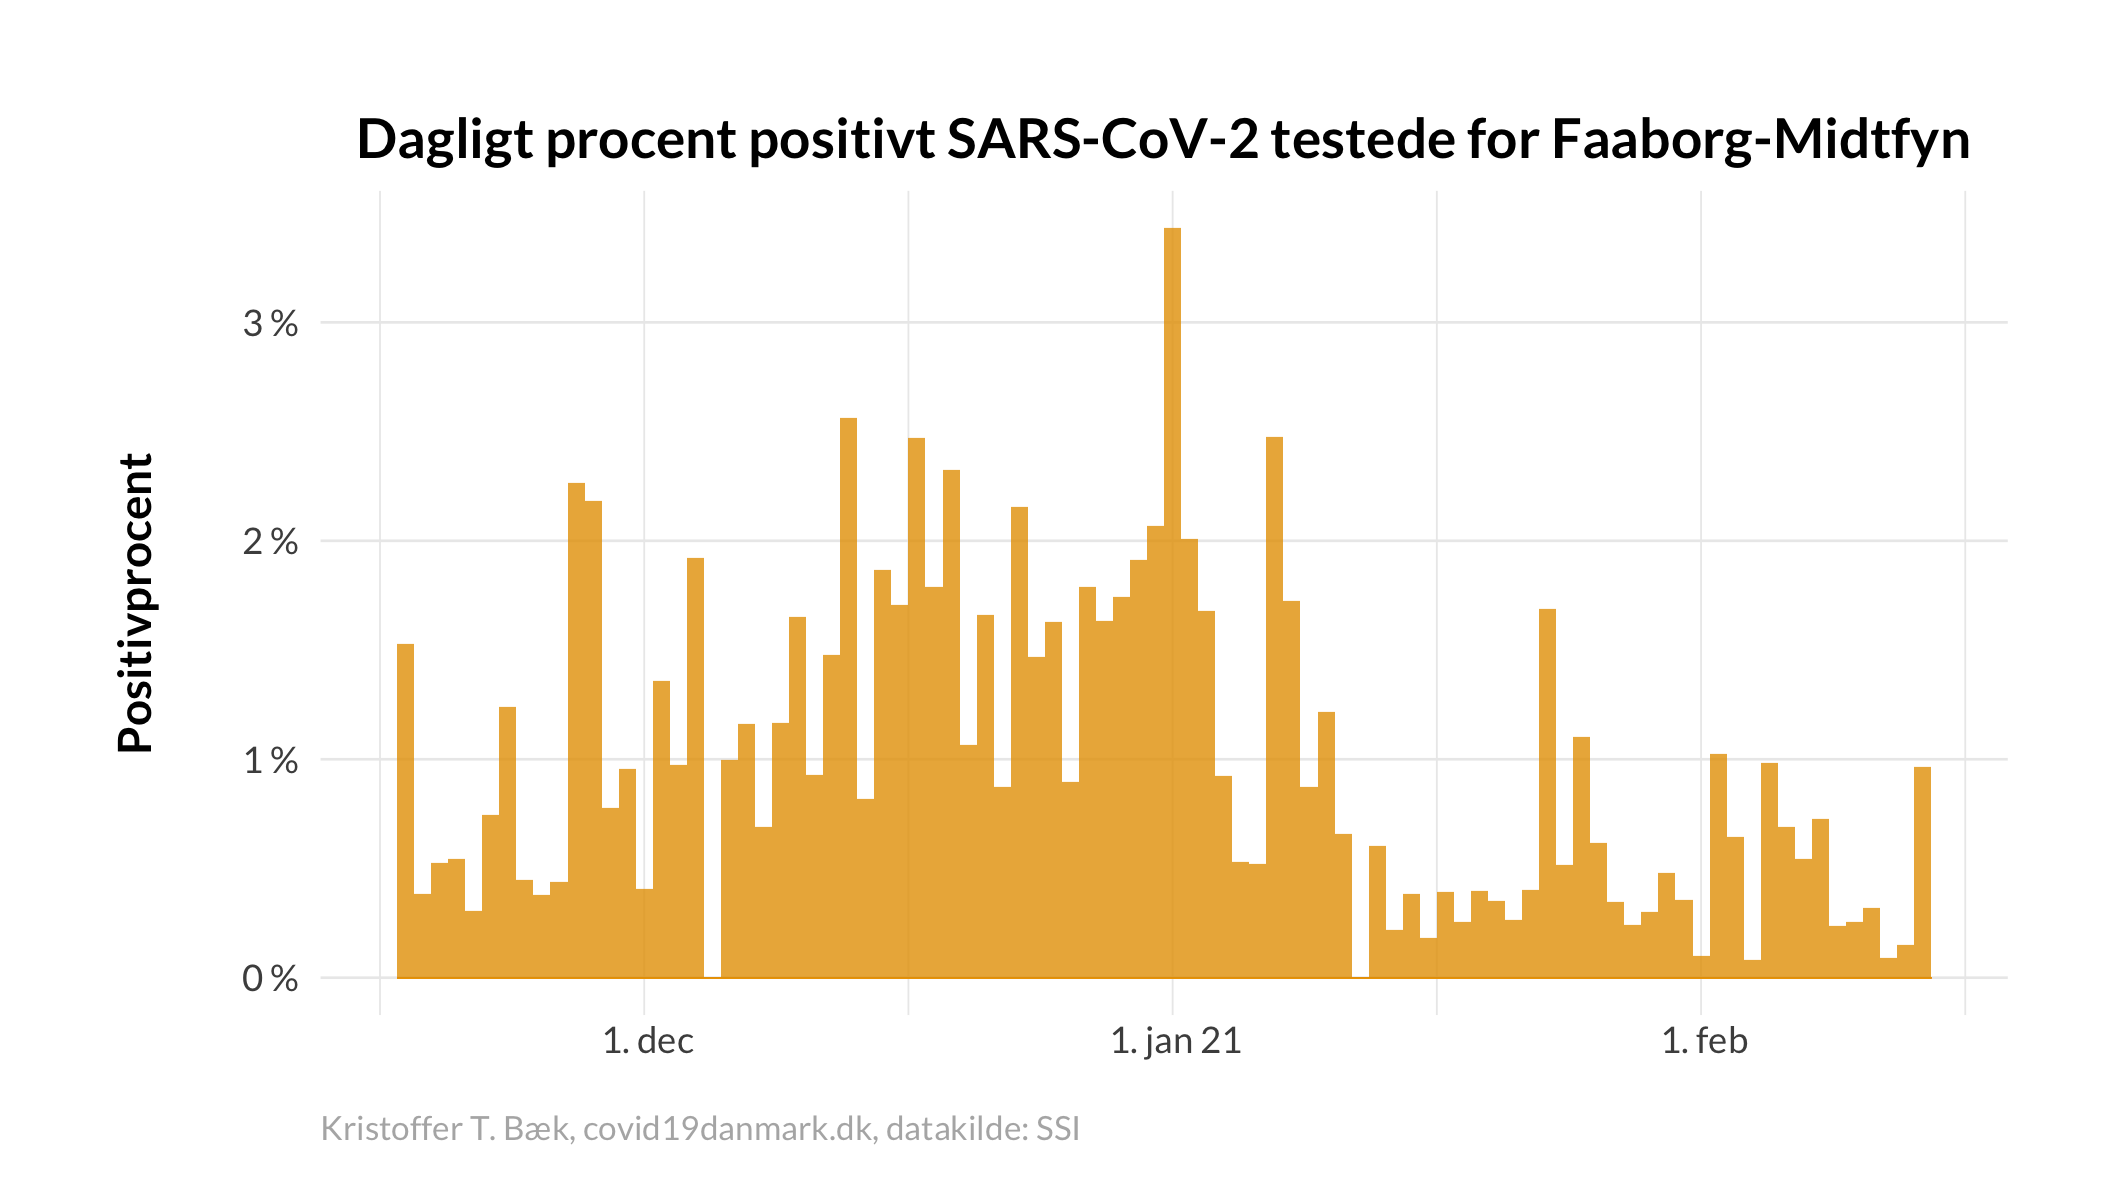 Dagligt procent positivt SARS-CoV-2 testede for Faaborg-Midtfyn
Positivprocent
3 %
2 %
1 %
0 %
1. dec
1. jan 21
1. feb
Kristoffer T. Bæk, covid19danmark.dk, datakilde: SSI